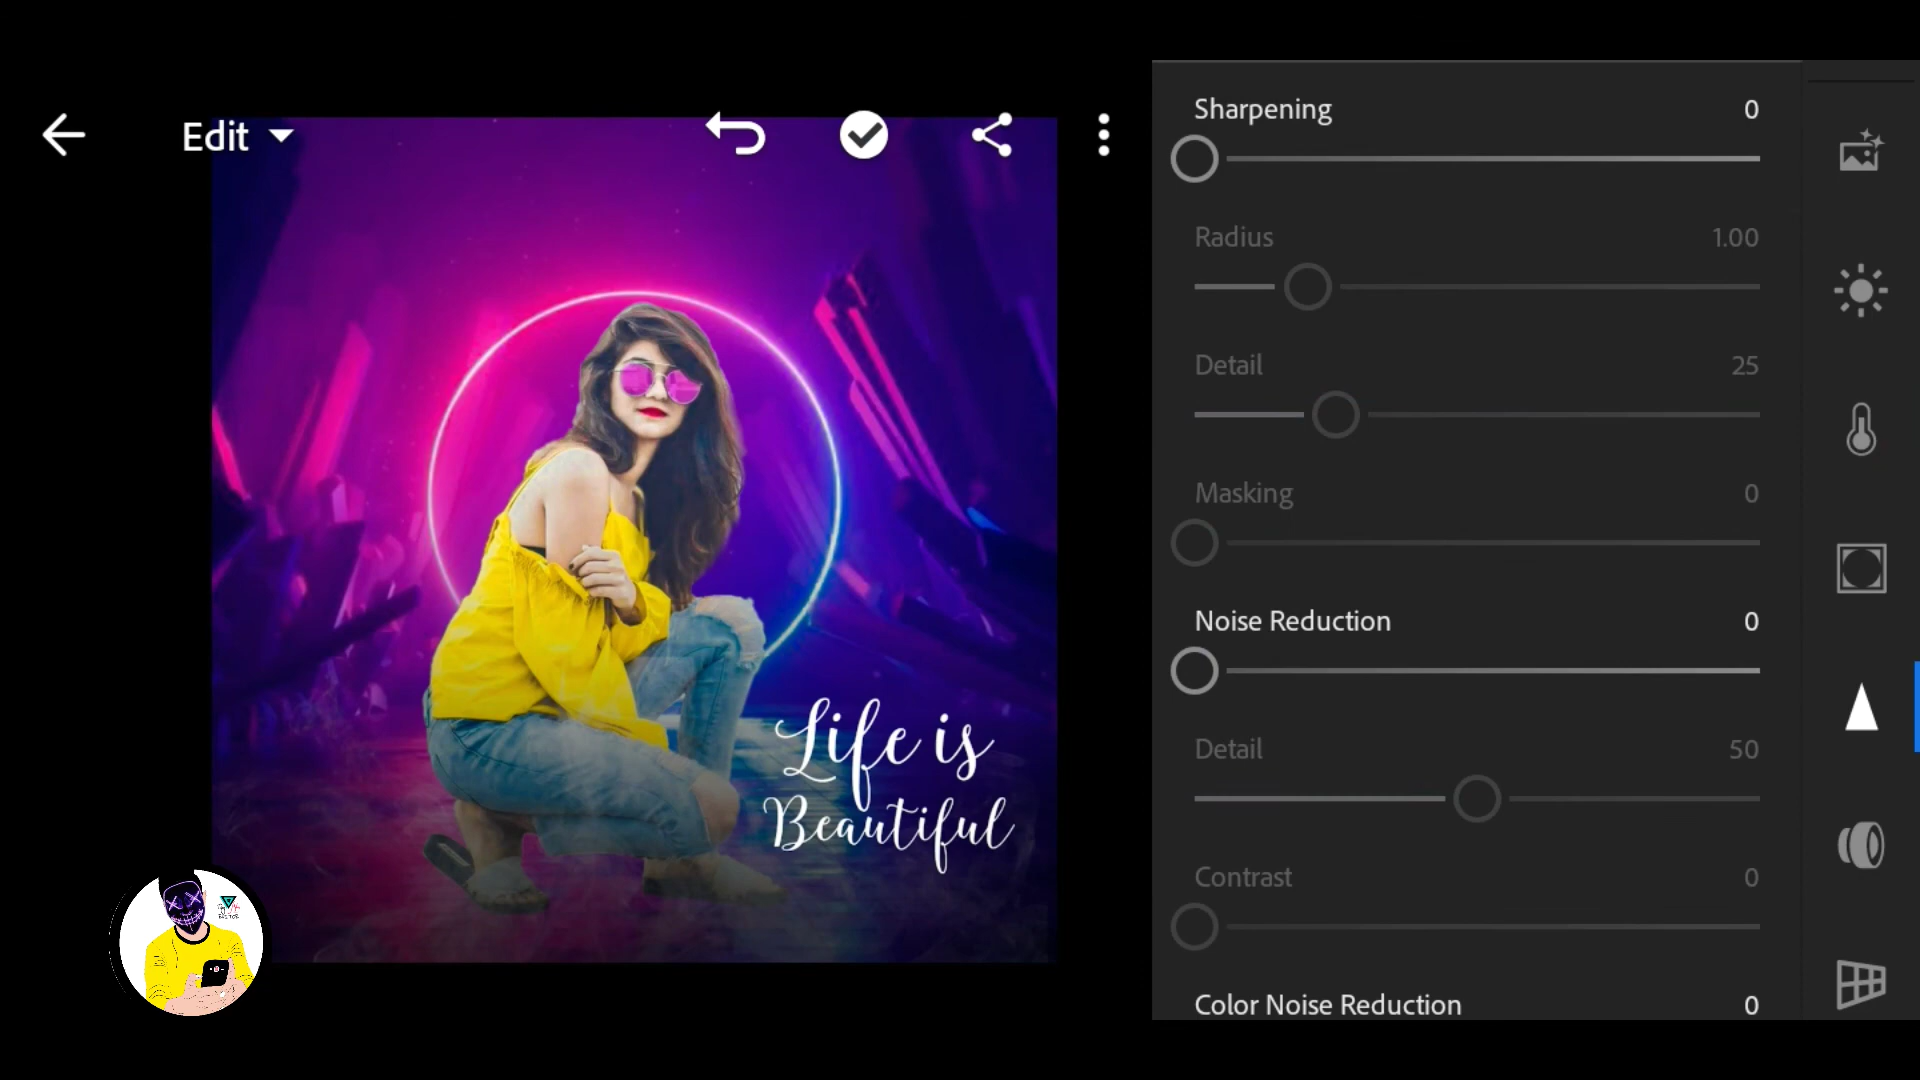 Edit
Life is
Beautiful
Sharpening 0
Radius 1.00
Detail 25
Masking 0
Noise Reduction 0
Detail 50
Contrast 0
Color Noise Reduction 0